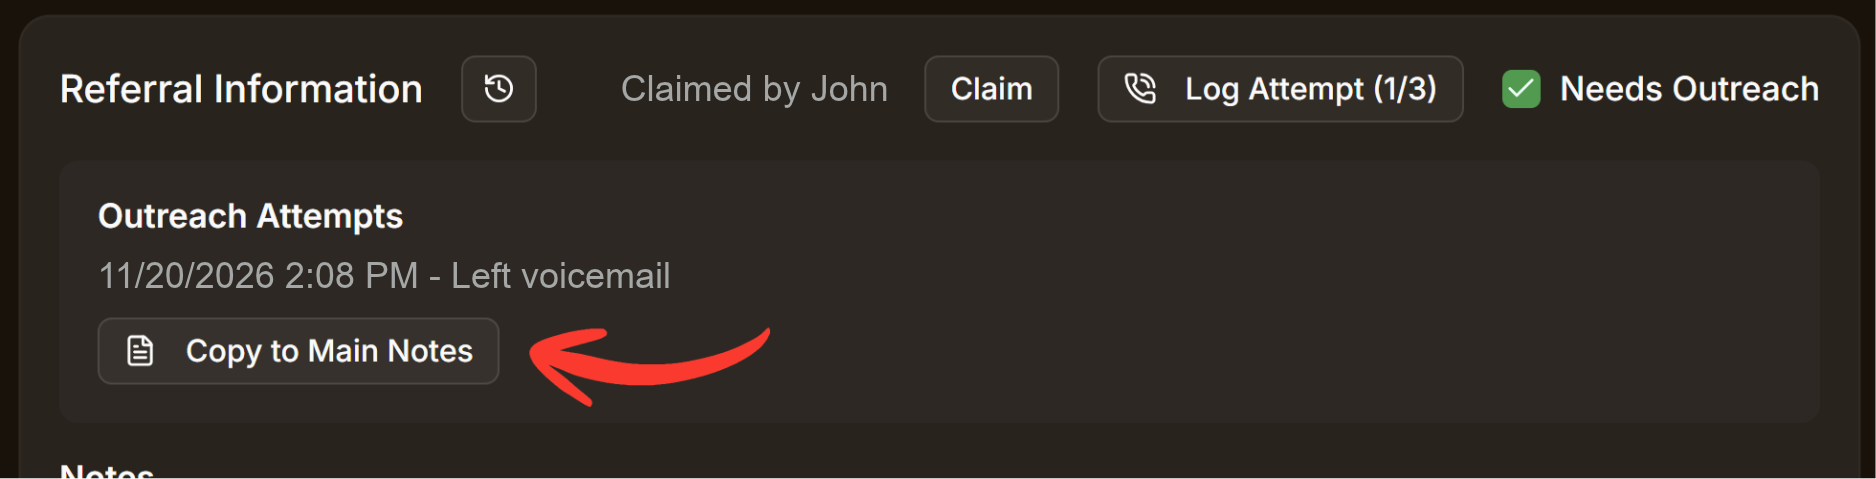 Referral Information Claimed by John Claim Log Attempt (1/3) Needs Outreach
Outreach Attempts
11/20/2026 2:08 PM - Left voicemail
Copy to Main Notes
Notes